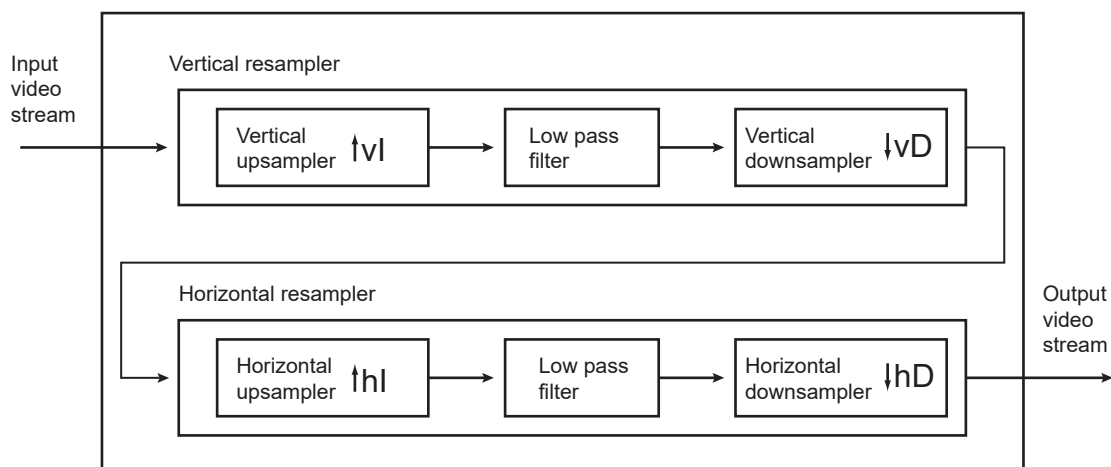 Input
video
stream
Vertical resampler
Vertical
upsampler ↑vI
Low pass
filter
Vertical
downsampler ↓vD
Horizontal resampler
Horizontal
upsampler ↑hI
Low pass
filter
Horizontal
downsampler ↓hD
Output
video
stream